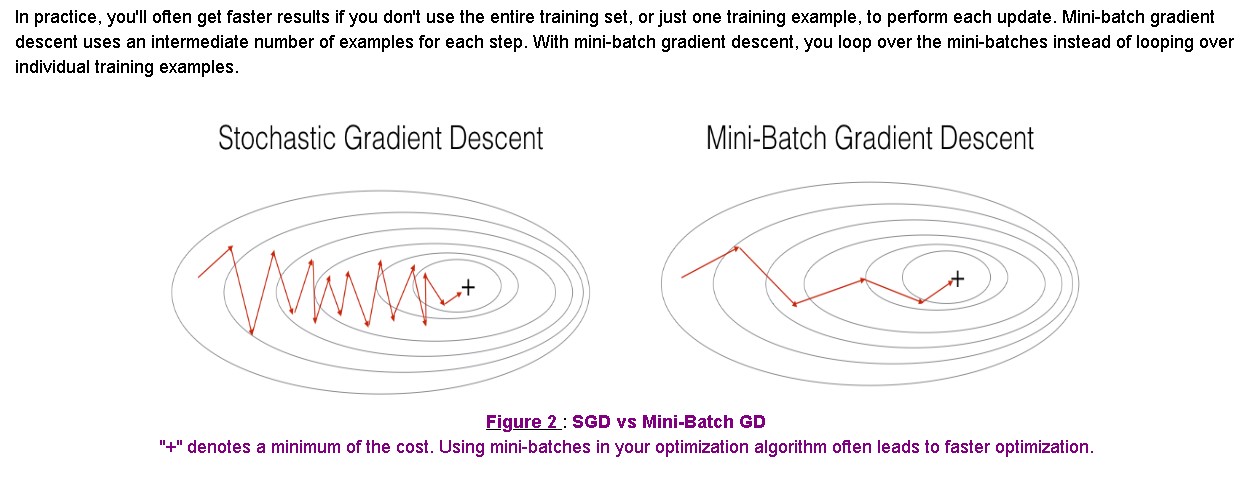 In practice, you'll often get faster results if you don't use the entire training set, or just one training example, to perform each update. Mini-batch gradient
descent uses an intermediate number of examples for each step. With mini-batch gradient descent, you loop over the mini-batches instead of looping over
individual training examples.
Stochastic Gradient Descent
Mini-Batch Gradient Descent
+
+
Figure 2 : SGD vs Mini-Batch GD
"+" denotes a minimum of the cost. Using mini-batches in your optimization algorithm often leads to faster optimization.